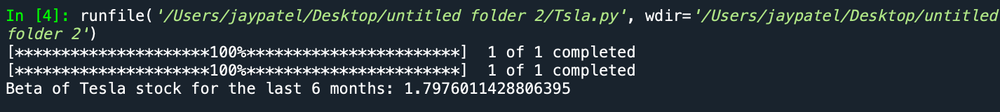 In [4]: runfile('/Users/jaypatel/Desktop/untitled folder 2/Tsla.py', wdir='/Users/jaypatel/Desktop/untitled
folder 2')
[*********************100%***********************]  1 of 1 completed
[*********************100%***********************]  1 of 1 completed
Beta of Tesla stock for the last 6 months: 1.7976011428806395